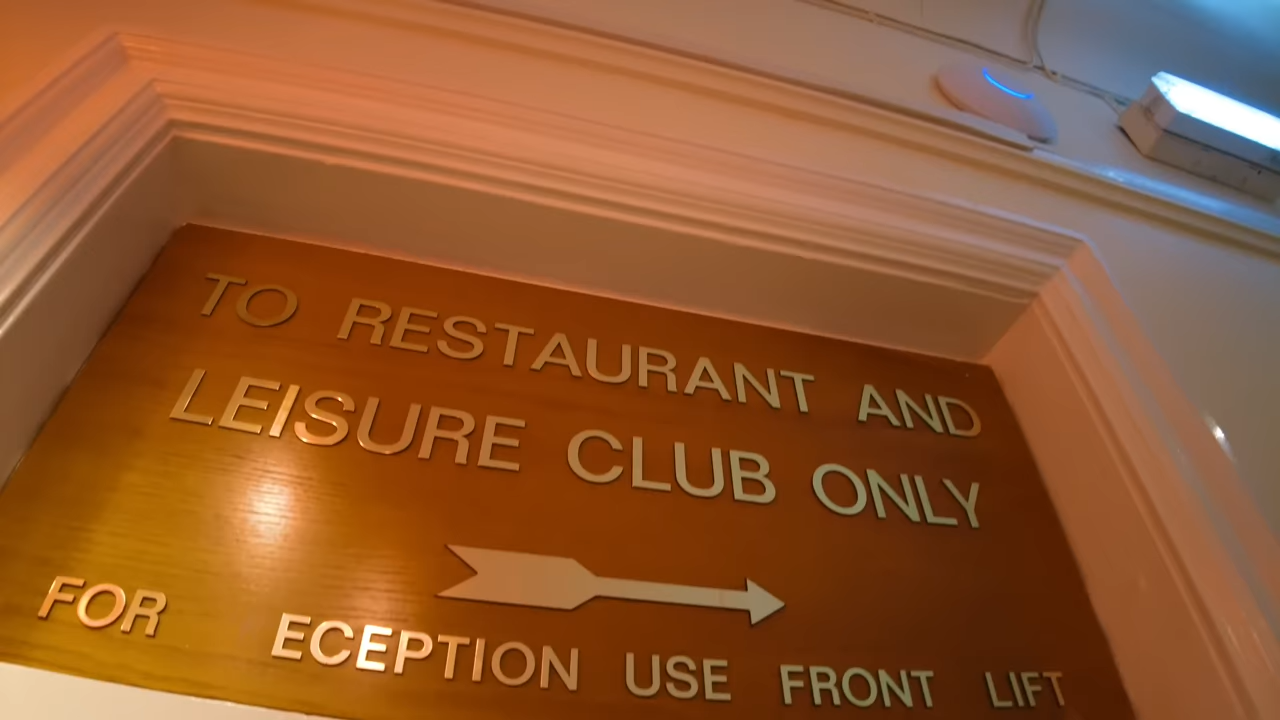 TO RESTAURANT AND
LEISURE CLUB ONLY
FOR ECEPTION USE FRONT LIFT